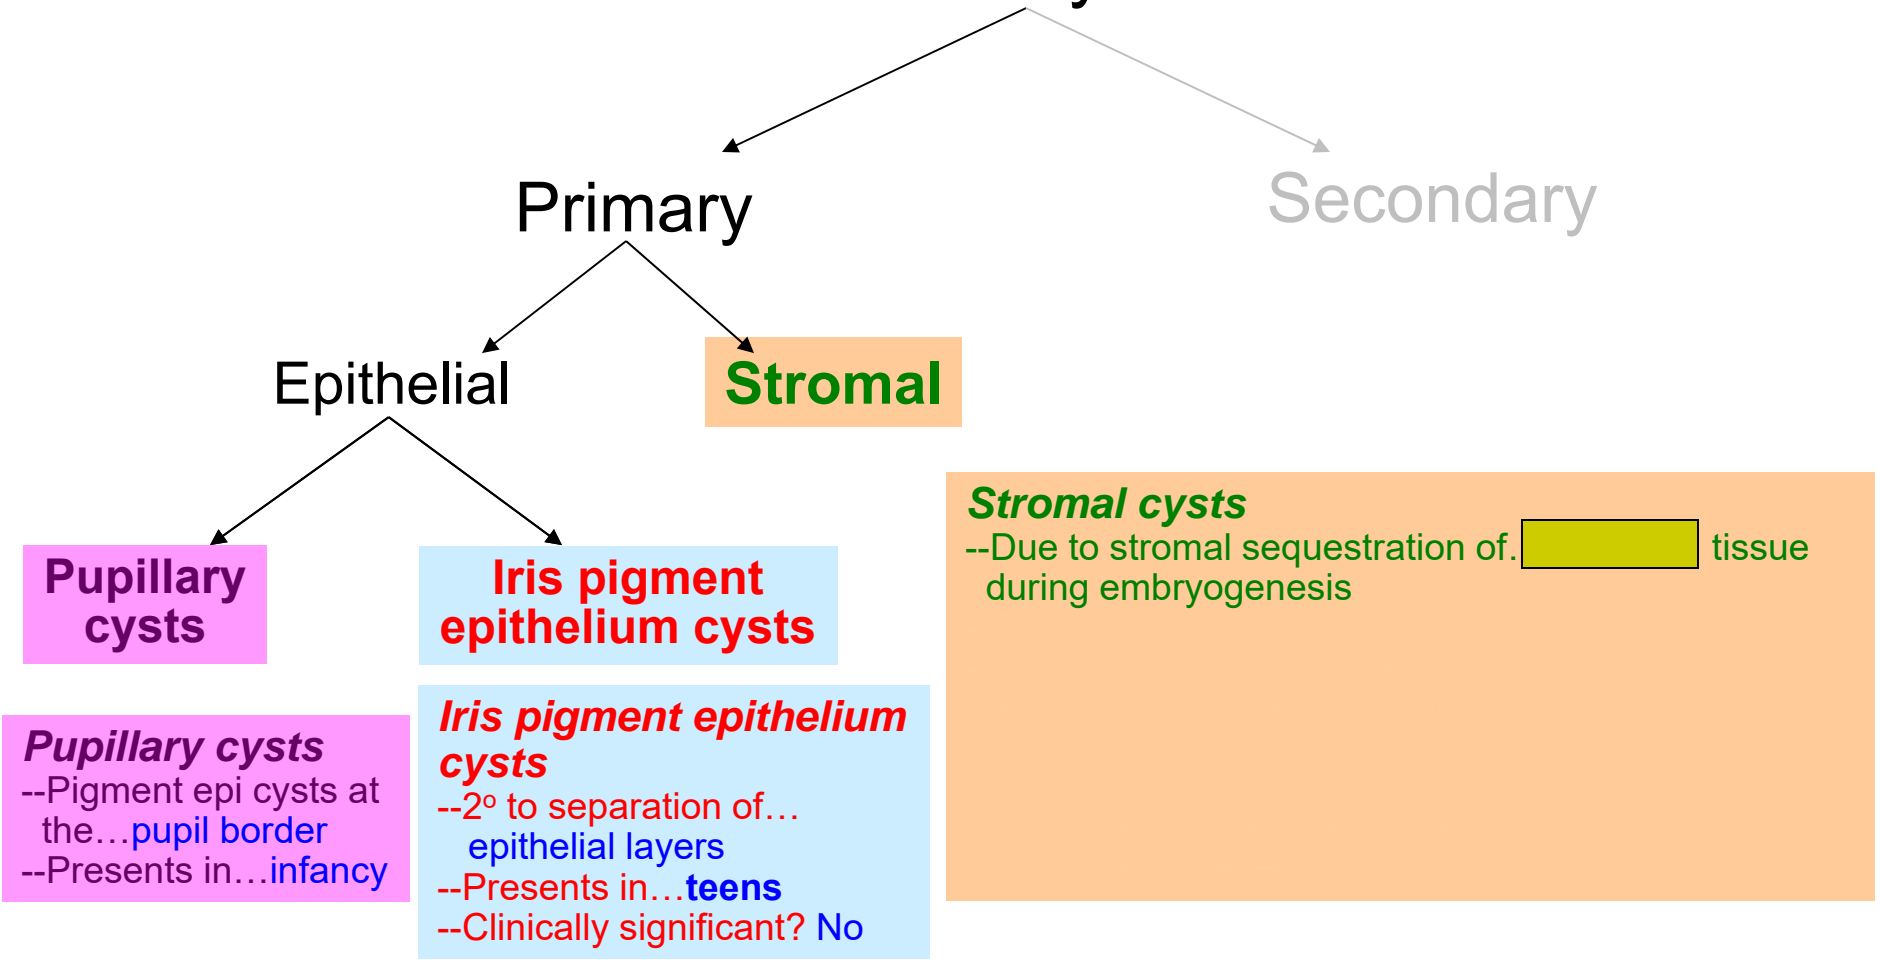 Primary
Secondary
Epithelial
Stromal
Pupillary
cysts
Iris pigment
epithelium cysts
Stromal cysts
--Due to stromal sequestration of. tissue
during embryogenesis
Pupillary cysts
--Pigment epi cysts at
the…pupil border
--Presents in…infancy
Iris pigment epithelium
cysts
--2º to separation of…
epithelial layers
--Presents in…teens
--Clinically significant? No